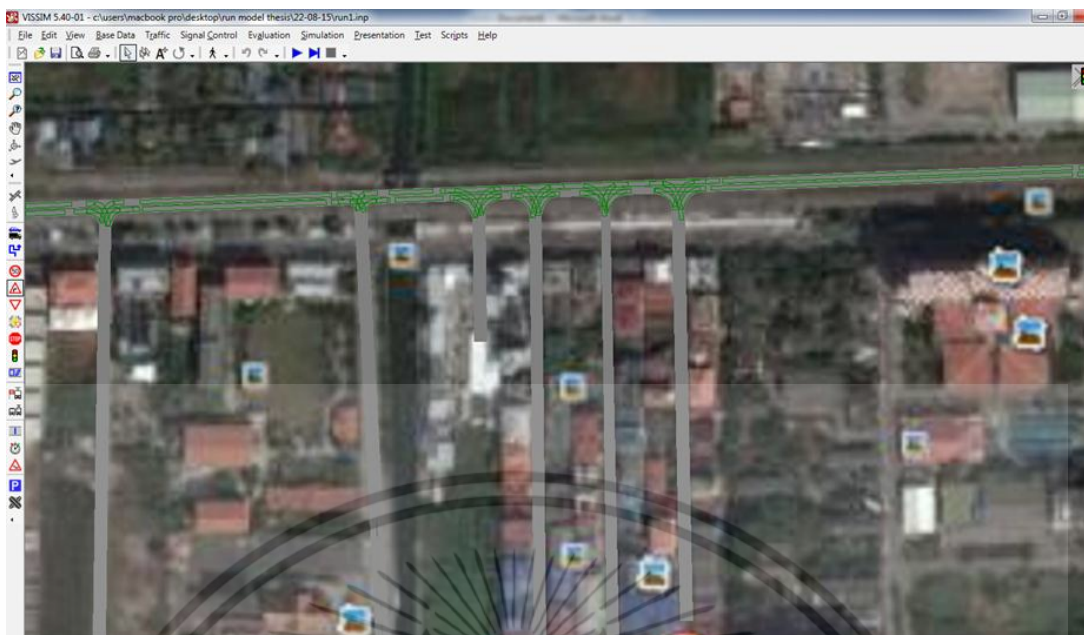 VISSIM 5.40-01 - c:\users\macbook pro\desktop\run model thesis\22-08-15\run1.inp
File Edit View Base Data Traffic Signal Control Evaluation Simulation Presentation Test Scripts Help
STOP
P